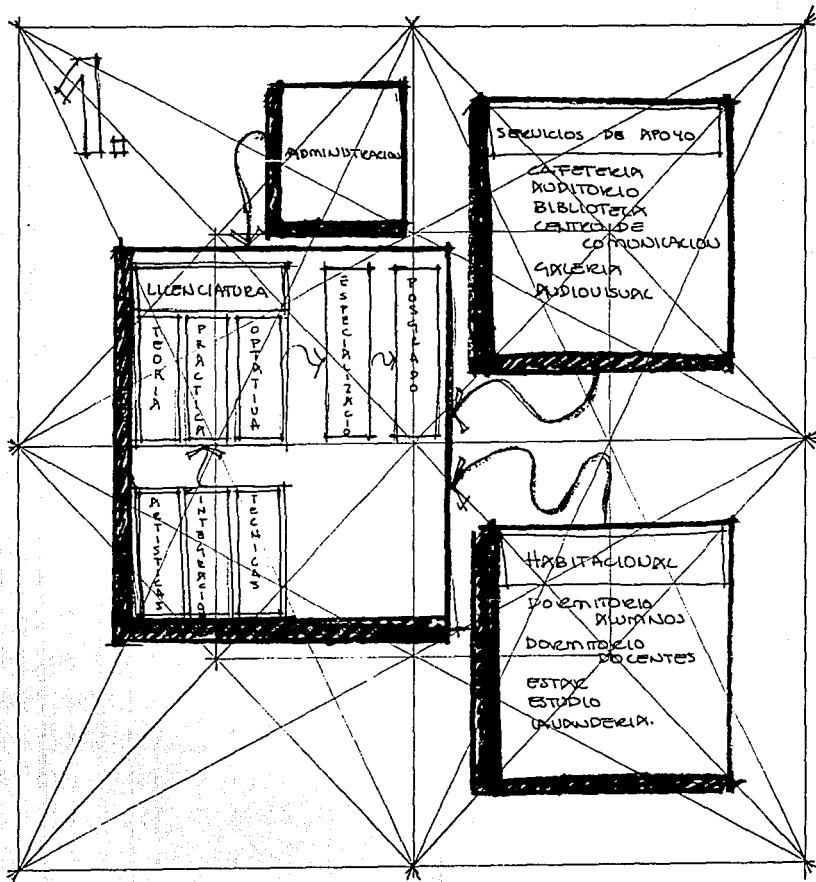 1.
ADMINISTRACION
SERVICIOS DE APOYO
CAFETERIA
AUDITORIO
BIBLIOTECA
CENTRO DE
COMUNICACION
GALERIA
AUDIOVISUAL
LICENCIATURA
TEORIA
PRACTICA
OPTATIVA
ESPECIALIZACIO
POSGRADO
ARTISTICAS
INTEGRACION
TECNICAS
HABITACIONAL
DORMITORIO
ALUMNOS
DORMITORIO
DOCENTES
ESTAR
ESTUDIO
LAVANDERIA.